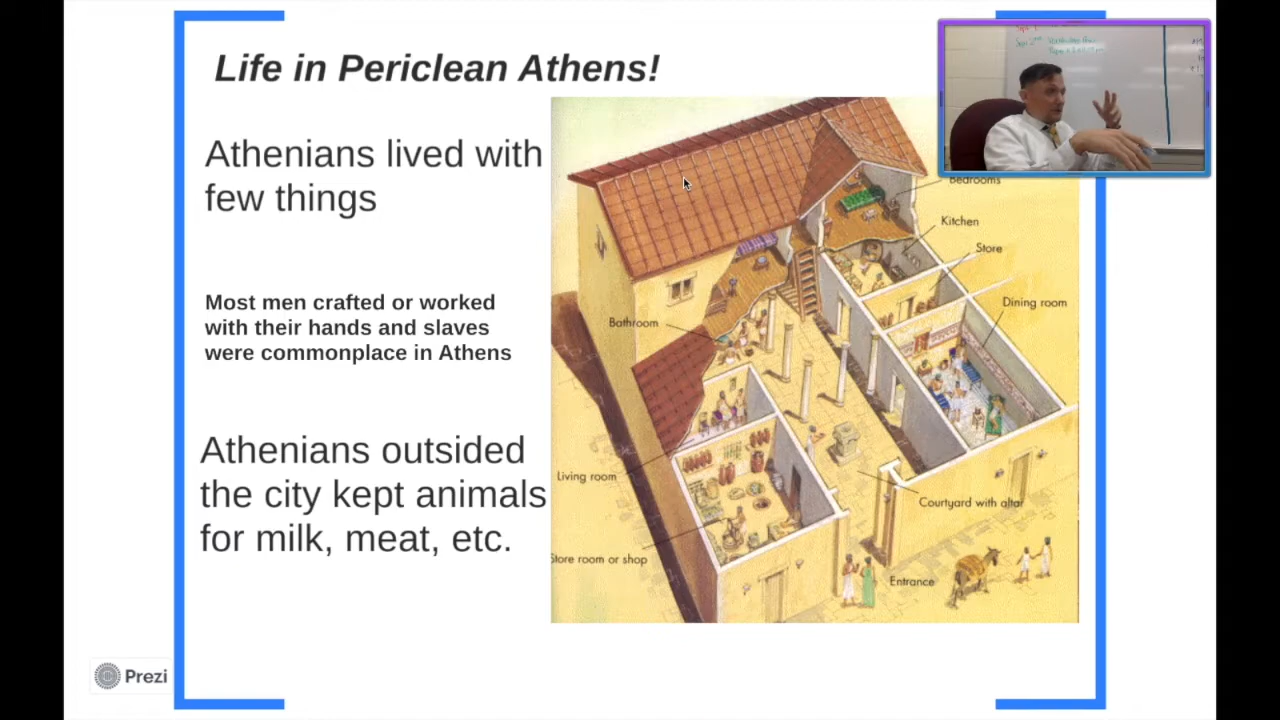 Life in Periclean Athens!
Athenians lived with
few things
Most men crafted or worked
with their hands and slaves
were commonplace in Athens
Athenians outsided
the city kept animals
for milk, meat, etc.
Bedrooms
Kitchen
Store
Dining room
Bathroom
Living room
Courtyard with altar
Store room or shop
Entrance
Prezi